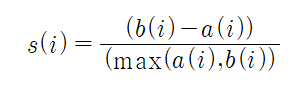 s(i) = (b(i)−a(i)) / (max(a(i),b(i))